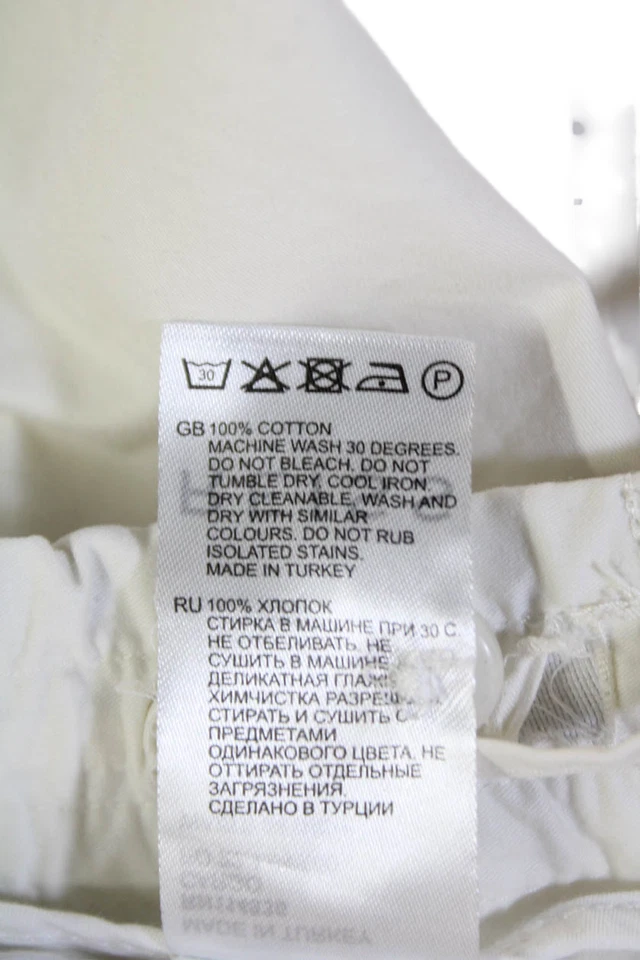 30 P
GB 100% COTTON
MACHINE WASH 30 DEGREES.
DO NOT BLEACH. DO NOT
TUMBLE DRY. COOL IRON.
DRY CLEANABLE. WASH AND
DRY WITH SIMILAR
COLOURS. DO NOT RUB
ISOLATED STAINS.
MADE IN TURKEY
RU 100% ХЛОПОК
СТИРКА В МАШИНЕ ПРИ 30 С.
НЕ ОТБЕЛИВАТЬ. НЕ
СУШИТЬ В МАШИНЕ
ДЕЛИКАТНАЯ
ХИМЧИСТКА
СТИРАТЬ И СУШИТЬ
ПРЕДМЕТАМИ
ОДИНАКОВОГО ЦВЕТА. НЕ
ОТТИРАТЬ ОТДЕЛЬНЫЕ
ЗАГРЯЗНЕНИЯ.
СДЕЛАНО В ТУРЦИИ
MADE IN TURKEY